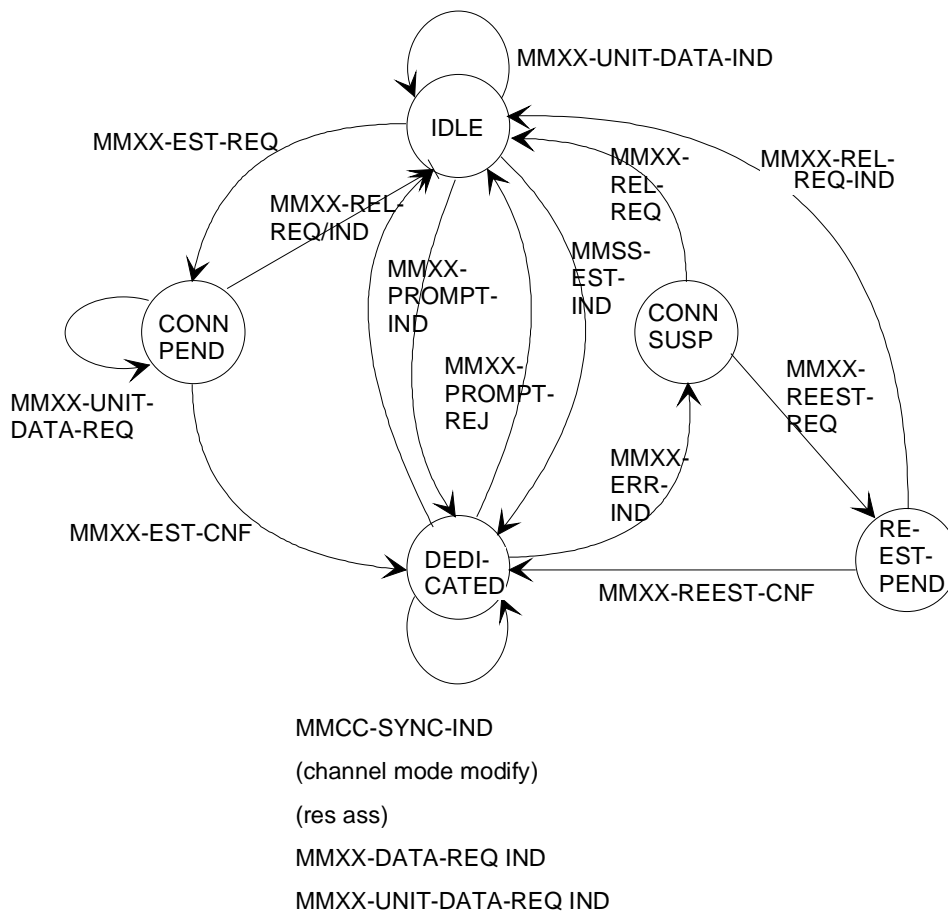 MMXX-UNIT-DATA-IND
IDLE
MMXX-EST-REQ
MMXX-
REL-
REQ
MMXX-REL-
REQ-IND
MMXX-REL-
REQ/IND
MMXX-
PROMPT-
IND
MMSS-
EST-
IND
CONN
PEND
CONN
SUSP
MMXX-
PROMPT-
REJ
MMXX-
REEST-
REQ
MMXX-UNIT-
DATA-REQ
MMXX-
ERR-
IND
MMXX-EST-CNF
DEDI-
CATED
RE-
EST-
PEND
MMXX-REEST-CNF
MMCC-SYNC-IND
(channel mode modify)
(res ass)
MMXX-DATA-REQ IND
MMXX-UNIT-DATA-REQ IND